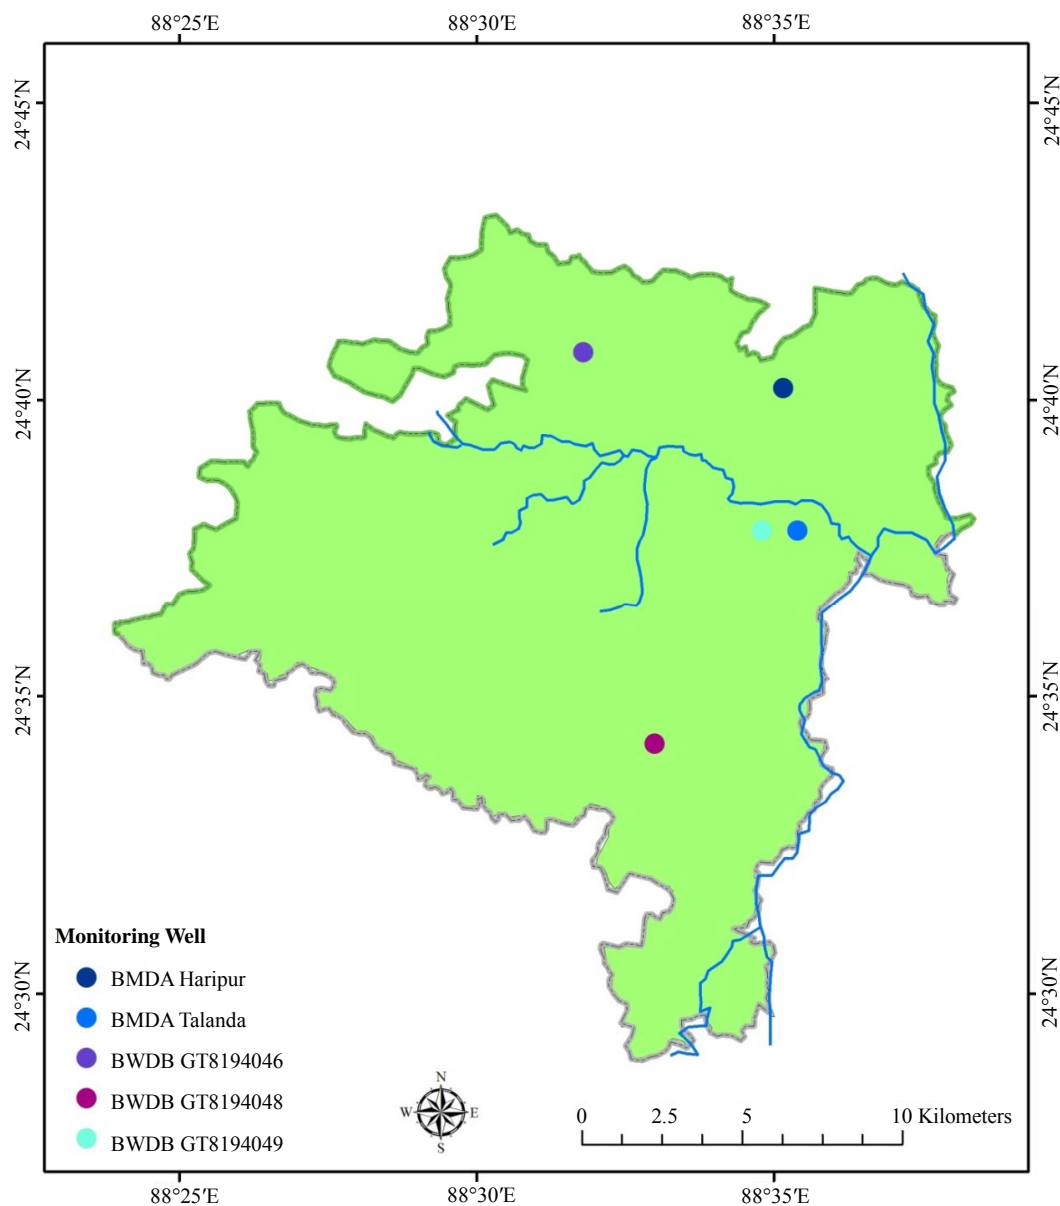 88°25′E 88°30′E 88°35′E
24°45′N 24°45′N
24°40′N 24°40′N
24°35′N 24°35′N
24°30′N 24°30′N
Monitoring Well
BMDA Haripur
BMDA Talanda
BWDB GT8194046
BWDB GT8194048
BWDB GT8194049
N
W E
S
0 2.5 5 10 Kilometers
88°25′E 88°30′E 88°35′E